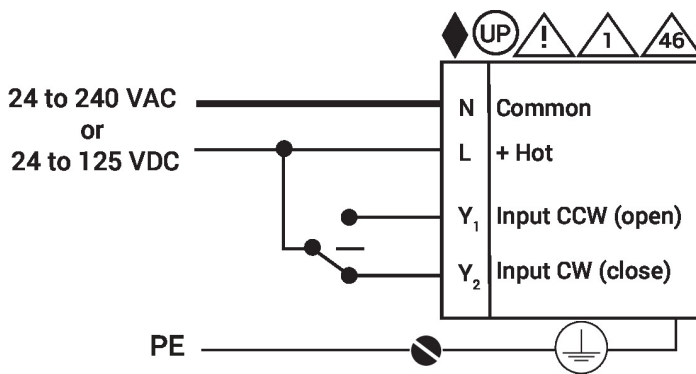 UP ! 1 46
24 to 240 VAC
or
24 to 125 VDC
N Common
L + Hot
Y₁ Input CCW (open)
Y₂ Input CW (close)
PE